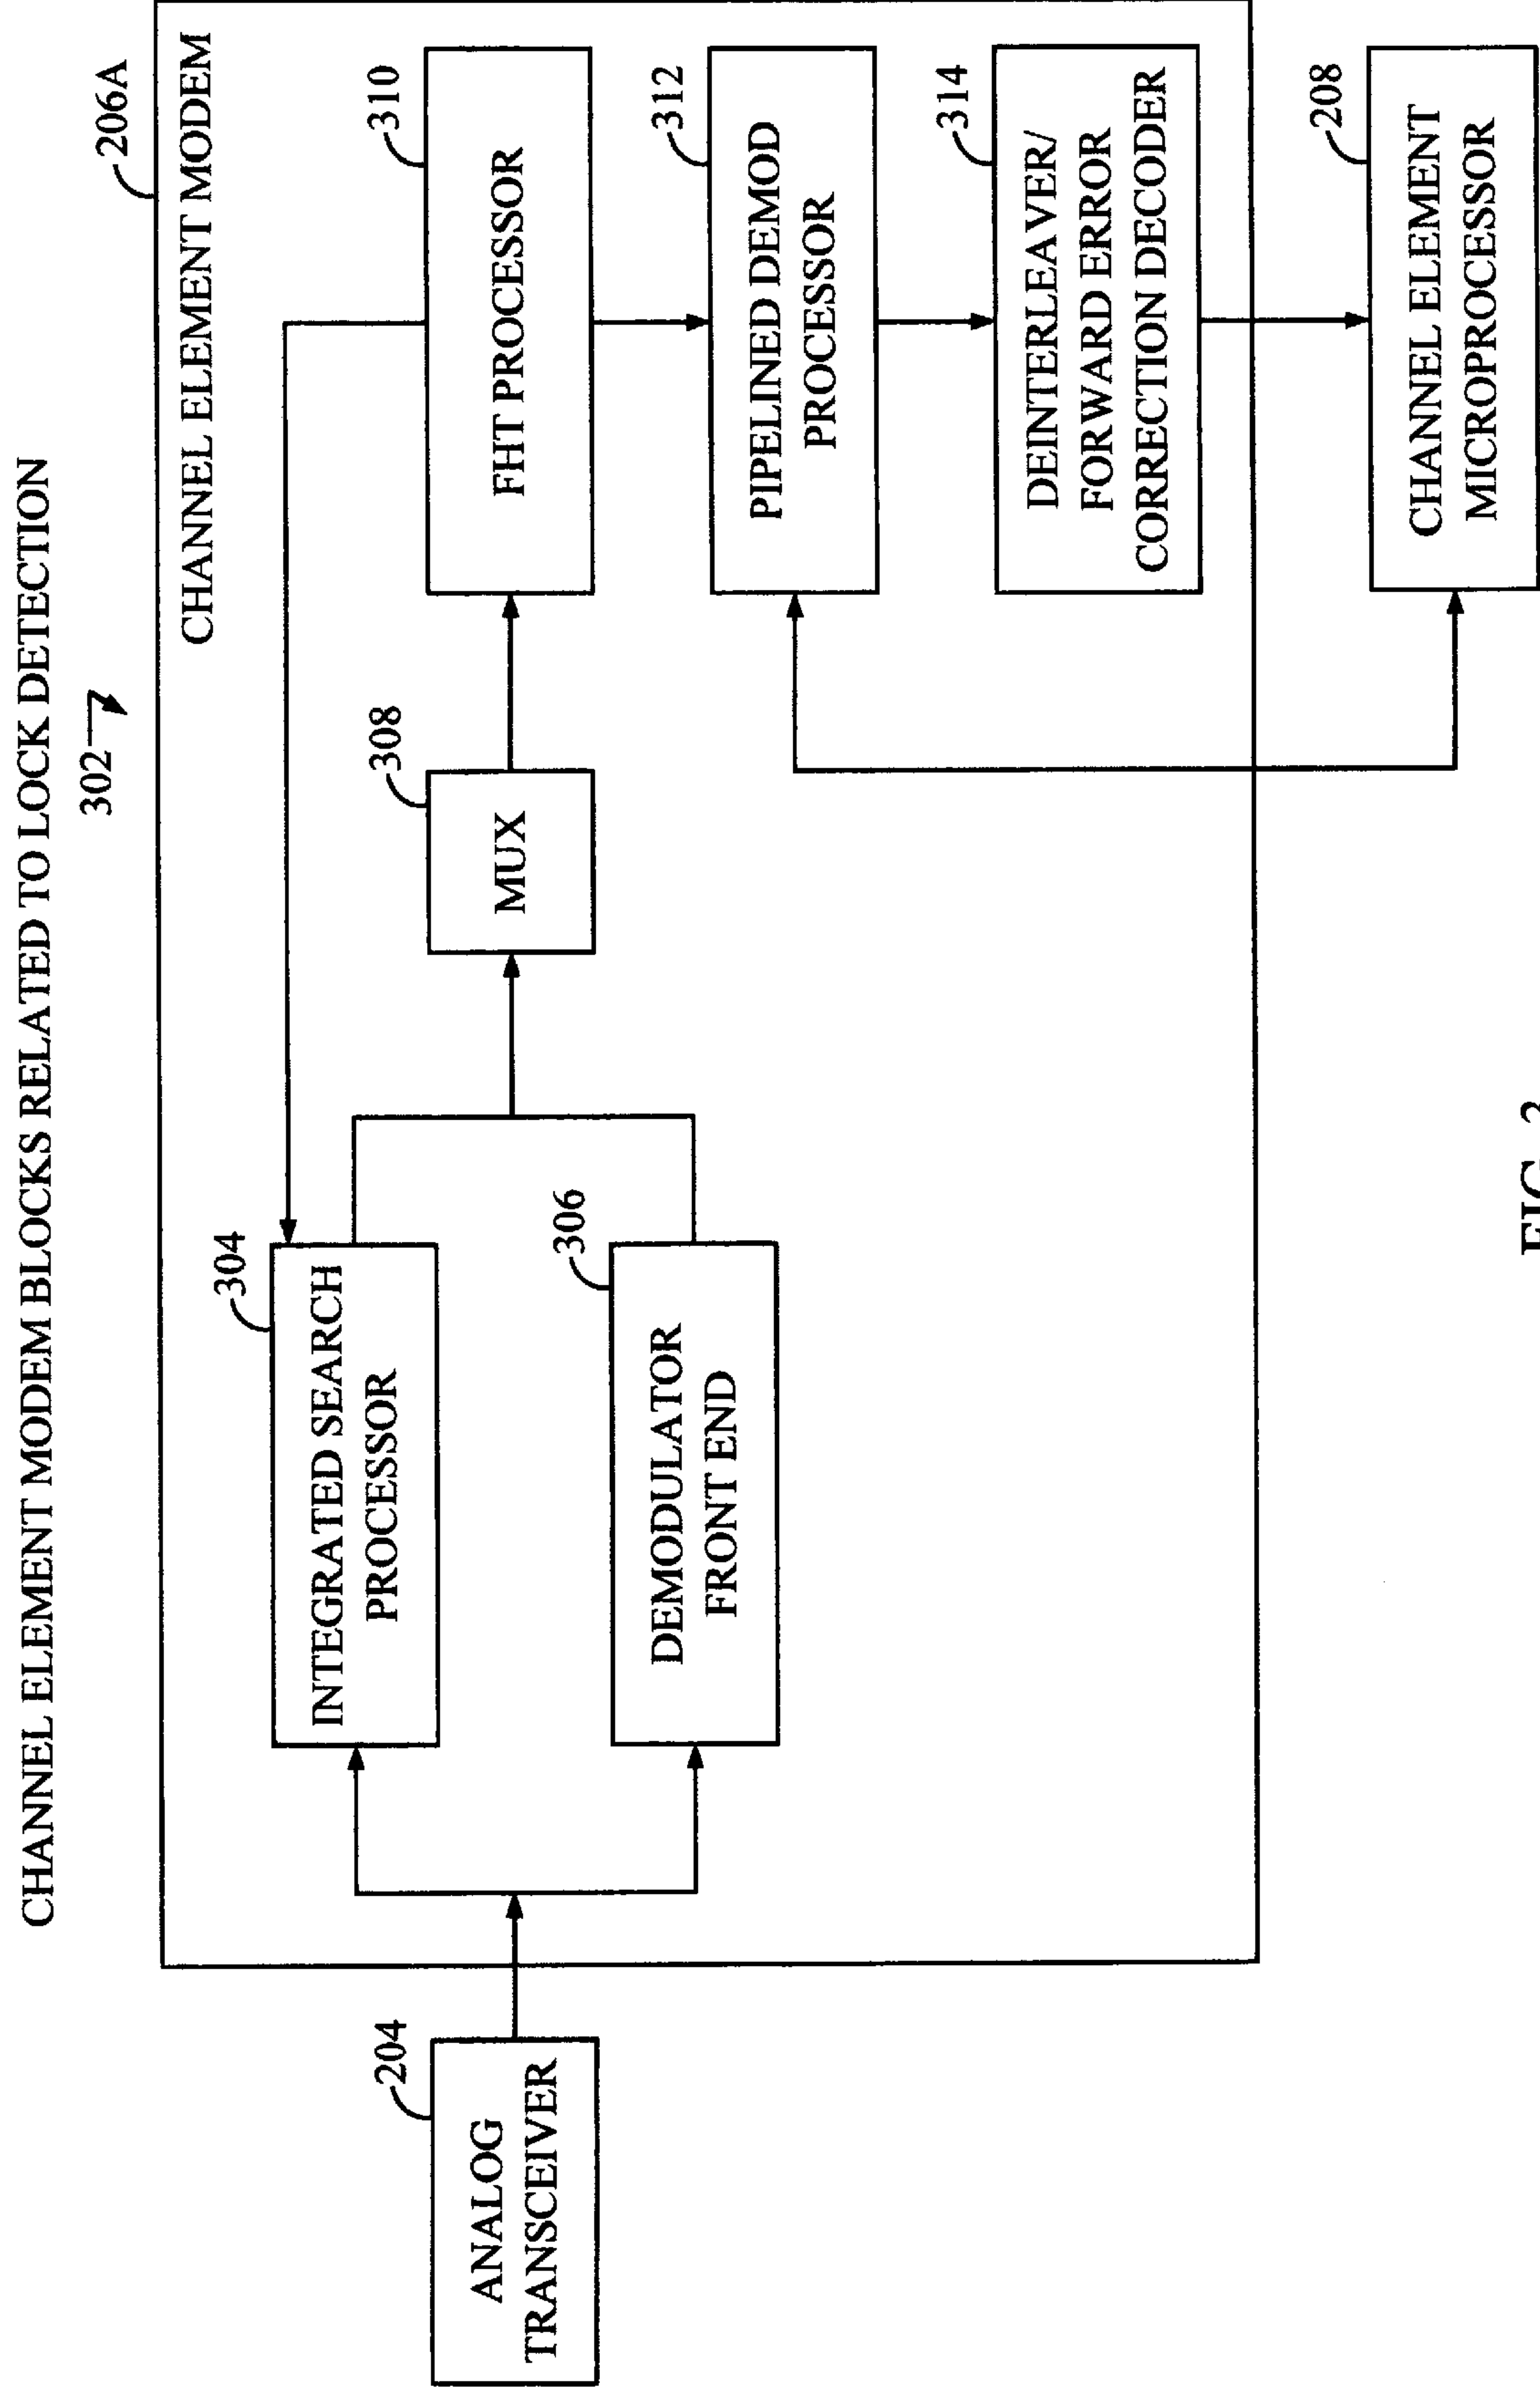 CHANNEL ELEMENT MODEM BLOCKS RELATED TO LOCK DETECTION
302
206A
CHANNEL ELEMENT MODEM
204
ANALOG
TRANSCEIVER
304
INTEGRATED SEARCH
PROCESSOR
306
DEMODULATOR
FRONT END
308
MUX
310
FHT PROCESSOR
312
PIPELINED DEMOD
PROCESSOR
314
DEINTERLEAVER/
FORWARD ERROR
CORRECTION DECODER
208
CHANNEL ELEMENT
MICROPROCESSOR
FIG.